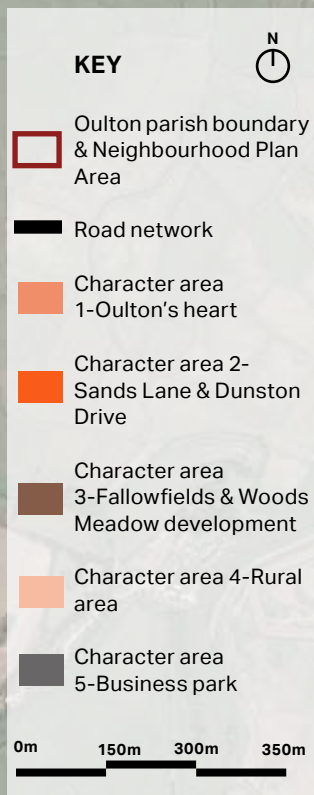 N
KEY
Oulton parish boundary
& Neighbourhood Plan
Area
Road network
Character area
1-Oulton's heart
Character area 2-
Sands Lane & Dunston
Drive
Character area
3-Fallowfields & Woods
Meadow development
Character area 4-Rural
area
Character area
5-Business park
0m 150m 300m 350m